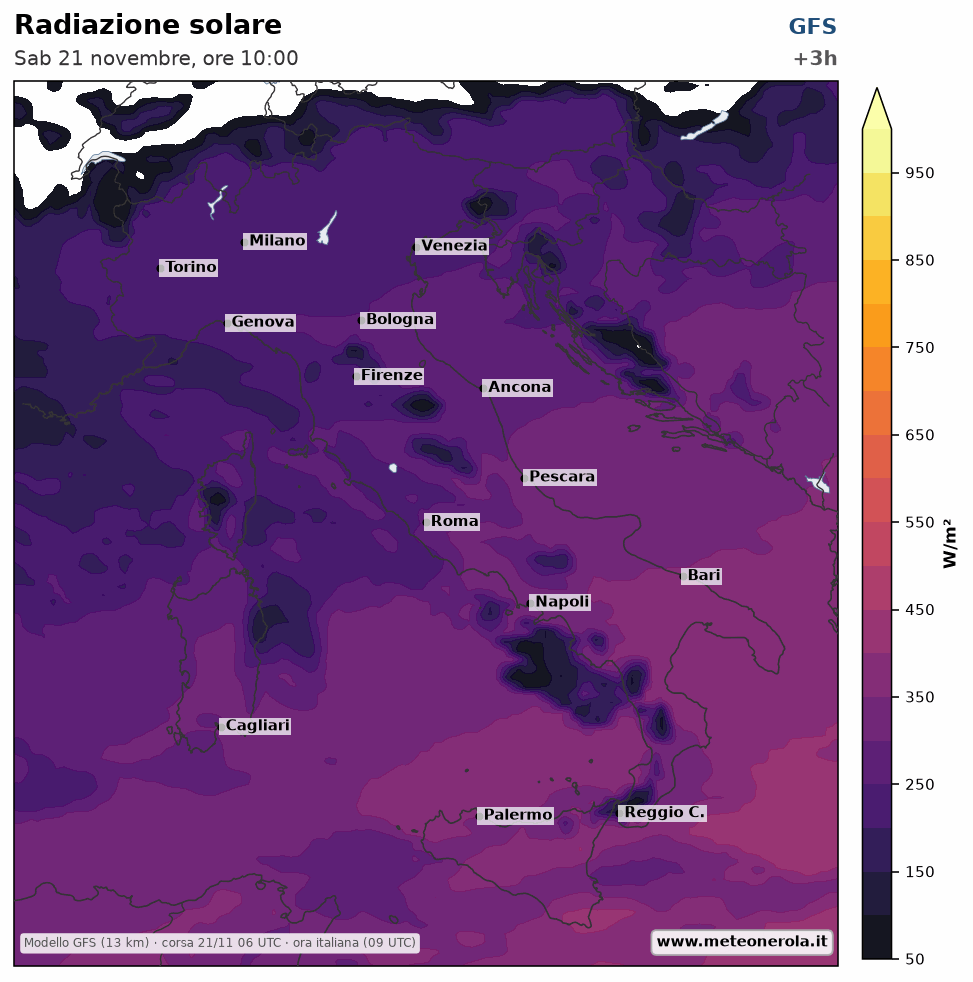 Radiazione solare
GFS
Sab 21 novembre, ore 10:00
+3h
Milano
Venezia
Torino
Genova
Bologna
Firenze
Ancona
Pescara
Roma
Bari
Napoli
Cagliari
Palermo
Reggio C.
950
850
750
650
550
450
350
250
150
50
W/m²
Modello GFS (13 km) · corsa 21/11 06 UTC · ora italiana (09 UTC)
www.meteonerola.it